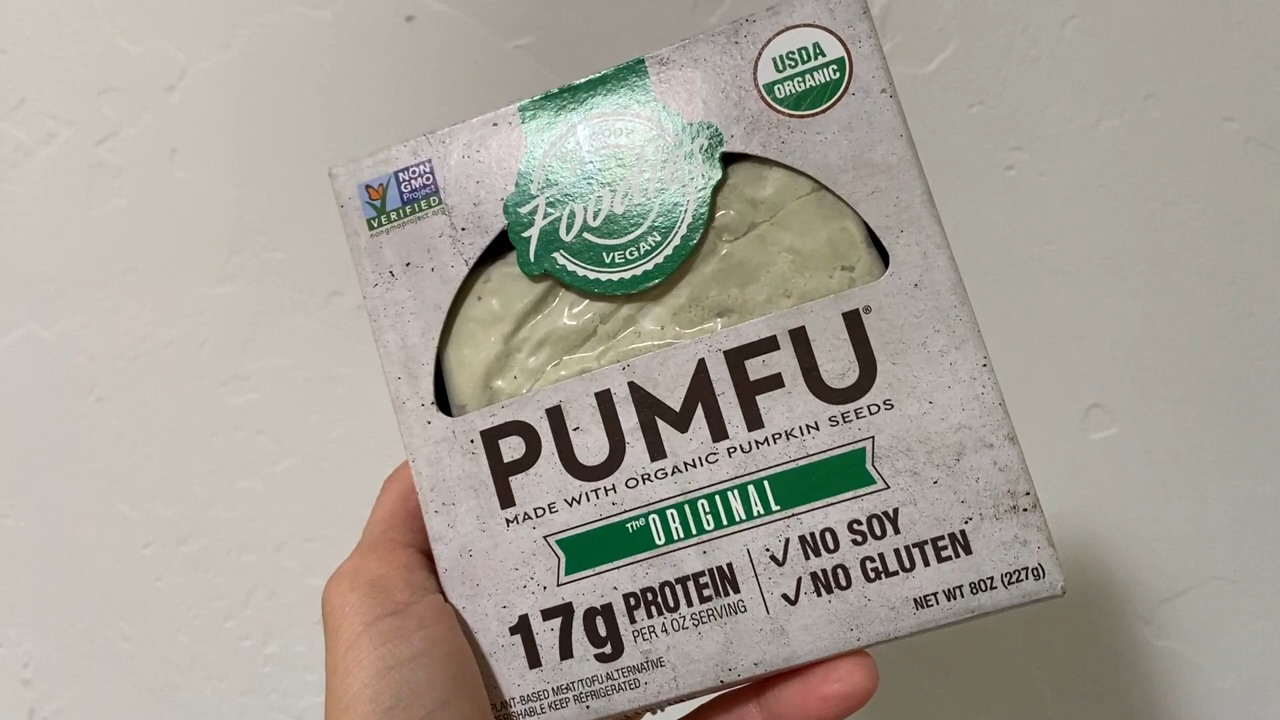 USDA
ORGANIC
NON
GMO
Project
VERIFIED
nongmoproject.org
FOOD
Foodies
VEGAN
PUMFU®
MADE WITH ORGANIC PUMPKIN SEEDS
The ORIGINAL
17g PROTEIN
PER 4 OZ SERVING
NO SOY
NO GLUTEN
NET WT 8OZ (227g)
PLANT-BASED MEAT/TOFU ALTERNATIVE
PERISHABLE KEEP REFRIGERATED